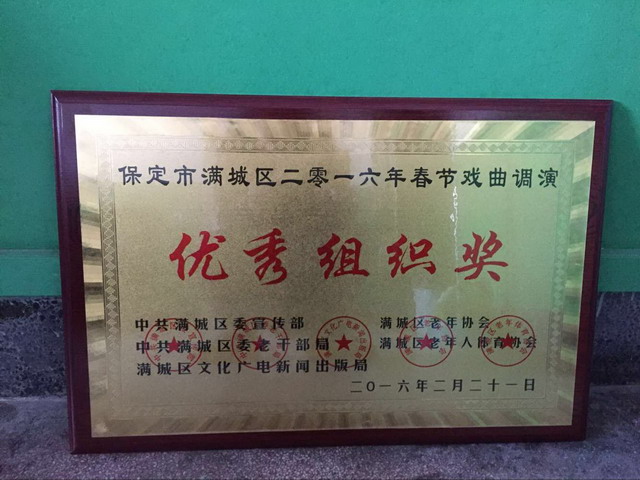 保定市满城区二零一六年春节戏曲调演
优秀组织奖
中共满城区委宣传部
中共满城区委老干部局
满城区文化广电新闻出版局
满城区老年协会
满城区老年人体育协会
二〇一六年二月二十一日